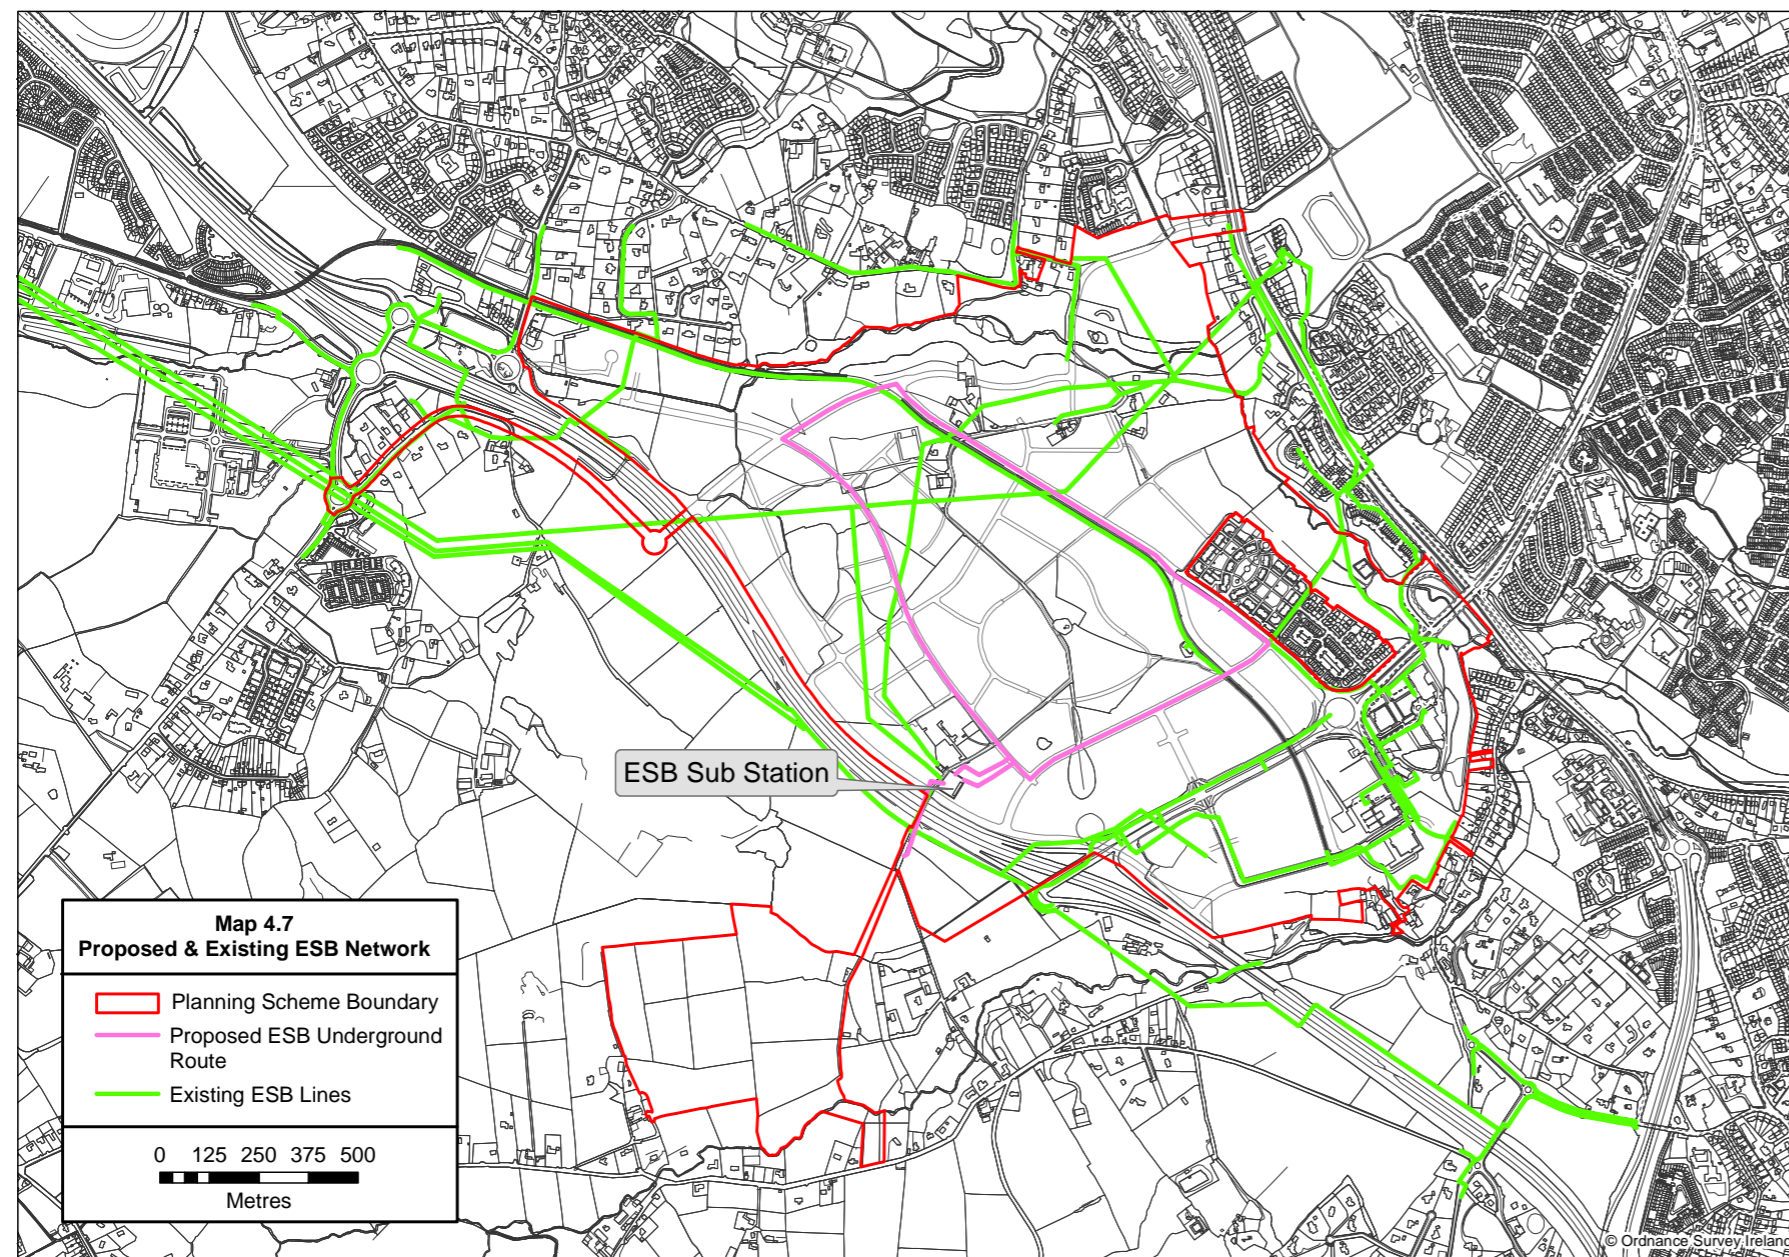 ESB Sub Station
Map 4.7
Proposed & Existing ESB Network
Planning Scheme Boundary
Proposed ESB Underground
Route
Existing ESB Lines
0 125 250 375 500
Metres
© Ordnance Survey Ireland